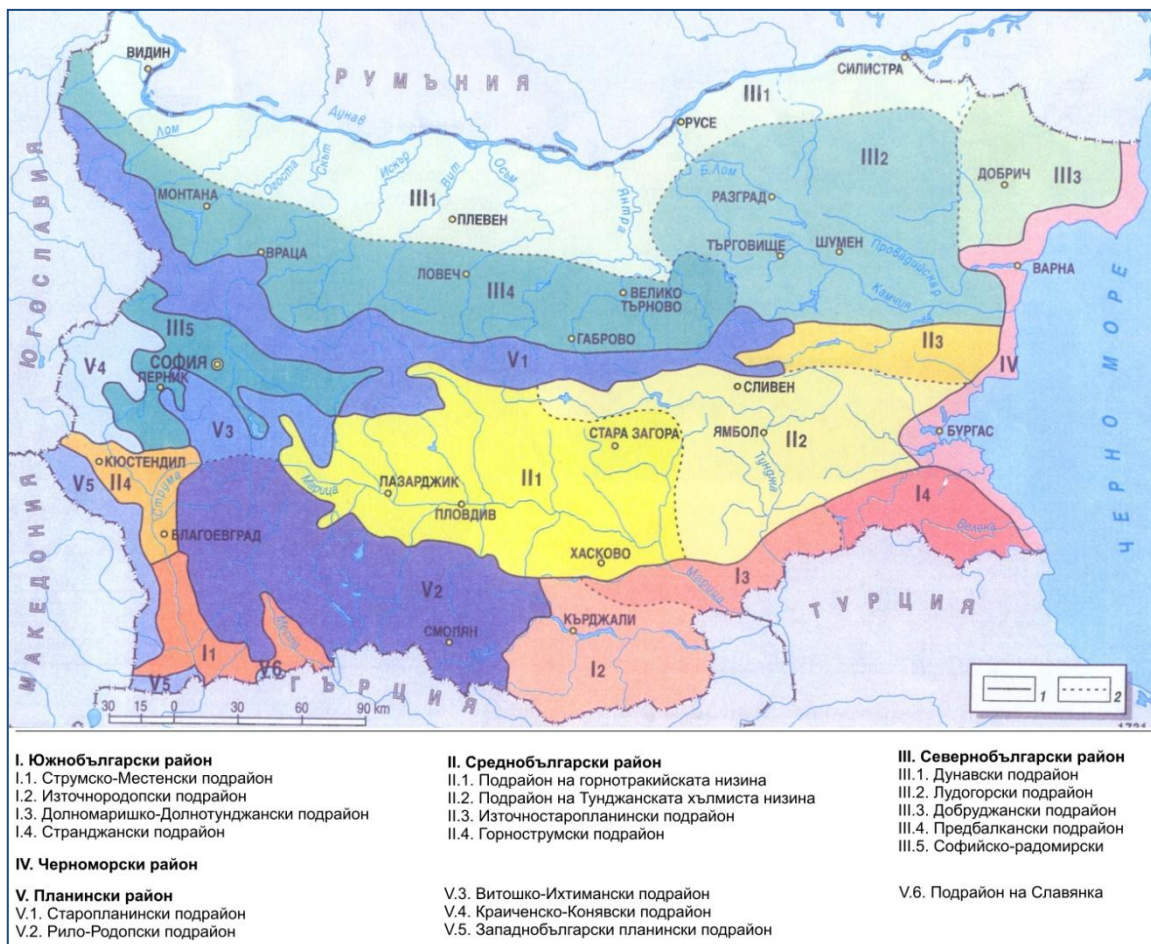 ВИДИН
РУМЪНИЯ
СИЛИСТРА
III1
РУСЕ
Дунав
Лом
III2
Огоста
Скът
Искър
Вит
Осъм
Янтра
Б.Лом
ДОБРИЧ
III3
МОНТАНА
III1
ПЛЕВЕН
РАЗГРАД
ВРАЦА
ЛОВЕЧ
ТЪРГОВИЩЕ
ШУМЕН
Провадийска р
ВАРНА
III4
ВЕЛИКО
ТЪРНОВО
Камчия
ЮГОСЛАВИЯ
III5
ГАБРОВО
V1
II3
IV
V4
СОФИЯ
ПЕРНИК
СЛИВЕН
ЧЕРНО МОРЕ
V3
СТАРА ЗАГОРА
ЯМБОЛ
II2
БУРГАС
КЮСТЕНДИЛ
V5
II4
Струма
Марица
ПАЗАРДЖИК
II1
Тунджа
I4
ПЛОВДИВ
Велека
БЛАГОЕВГРАД
ХАСКОВО
I3
Марица
МАКЕДОНИЯ
V2
ТУРЦИЯ
КЪРДЖАЛИ
СМОЛЯН
I1
Места
V6
I2
V5
ГЪРЦИЯ
1
2
30 15 0 30 60 90 km
I. Южнобългарски район
I.1. Струмско-Местенски подрайон
I.2. Източнородопски подрайон
I.3. Долномаришко-Долнотунджански подрайон
I.4. Странджански подрайон
II. Среднобългарски район
II.1. Подрайон на горнотракийската низина
II.2. Подрайон на Тунджанската хълмиста низина
II.3. Източностаропланински подрайон
II.4. Горнострумски подрайон
III. Севернобългарски район
III.1. Дунавски подрайон
III.2. Лудогорски подрайон
III.3. Добруджански подрайон
III.4. Предбалкански подрайон
III.5. Софийско-радомирски
IV. Черноморски район
V. Планински район
V.1. Старопланински подрайон
V.2. Рило-Родопски подрайон
V.3. Витошко-Ихтимански подрайон
V.4. Краиченско-Конявски подрайон
V.5. Западнобългарски планински подрайон
V.6. Подрайон на Славянка